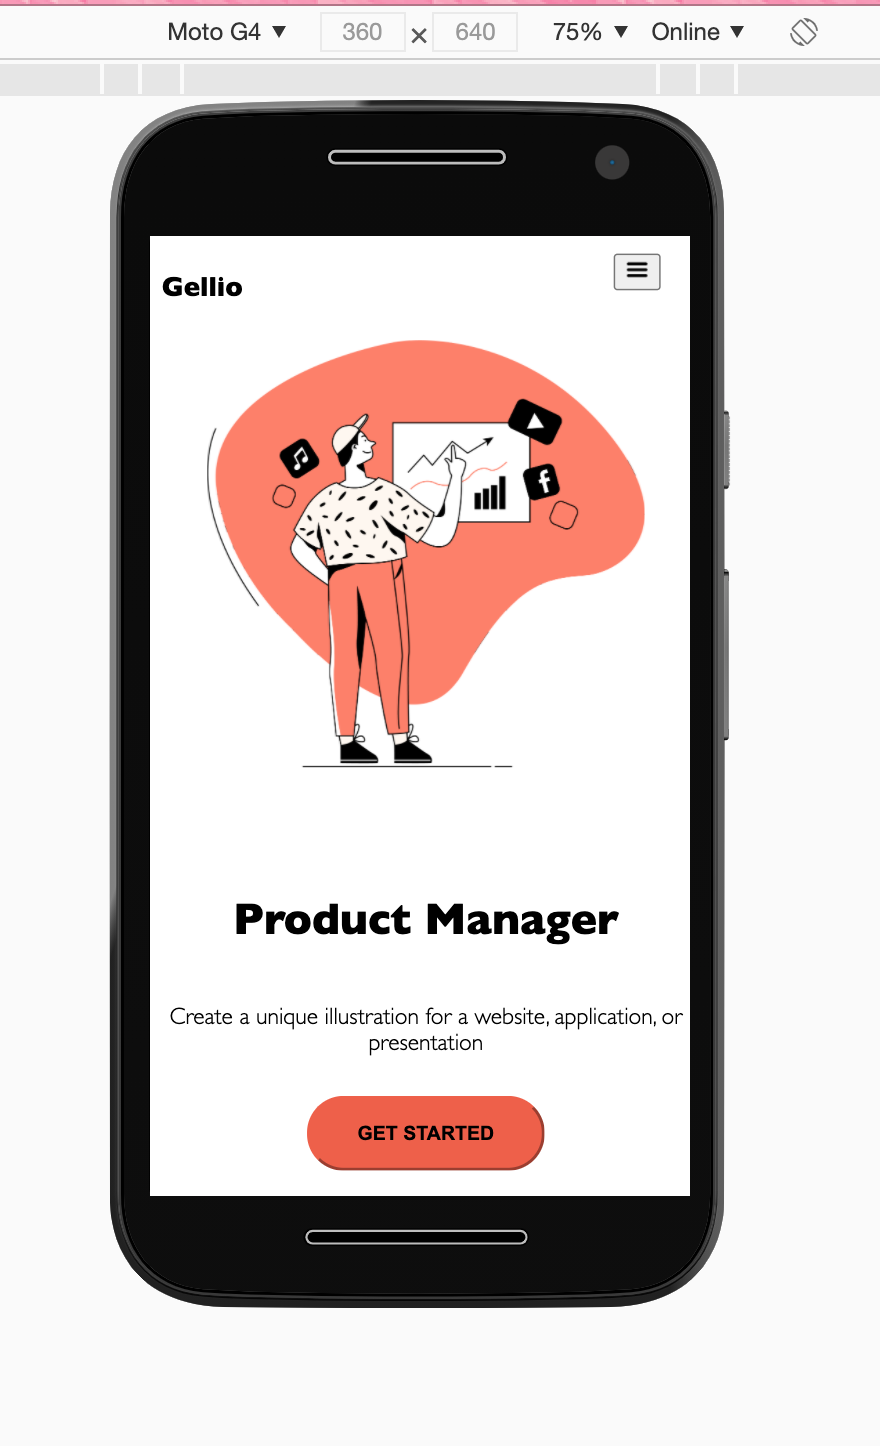 Moto G4 ▼ 360 × 640 75% ▼ Online ▼
Gellio
Product Manager
Create a unique illustration for a website, application, or
presentation
GET STARTED